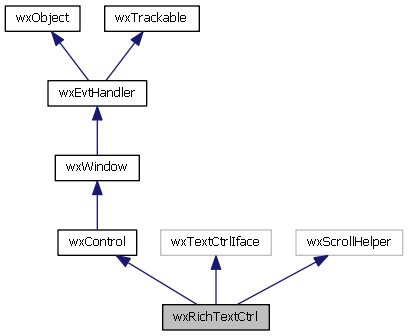 wxObject
wxTrackable
wxEvtHandler
wxWindow
wxControl
wxTextCtrlIface
wxScrollHelper
wxRichTextCtrl